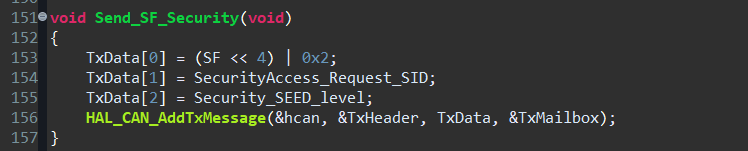 151 void Send_SF_Security(void)
152 {
153     TxData[0] = (SF << 4) | 0x2;
154     TxData[1] = SecurityAccess_Request_SID;
155     TxData[2] = Security_SEED_level;
156     HAL_CAN_AddTxMessage(&hcan, &TxHeader, TxData, &TxMailbox);
157 }